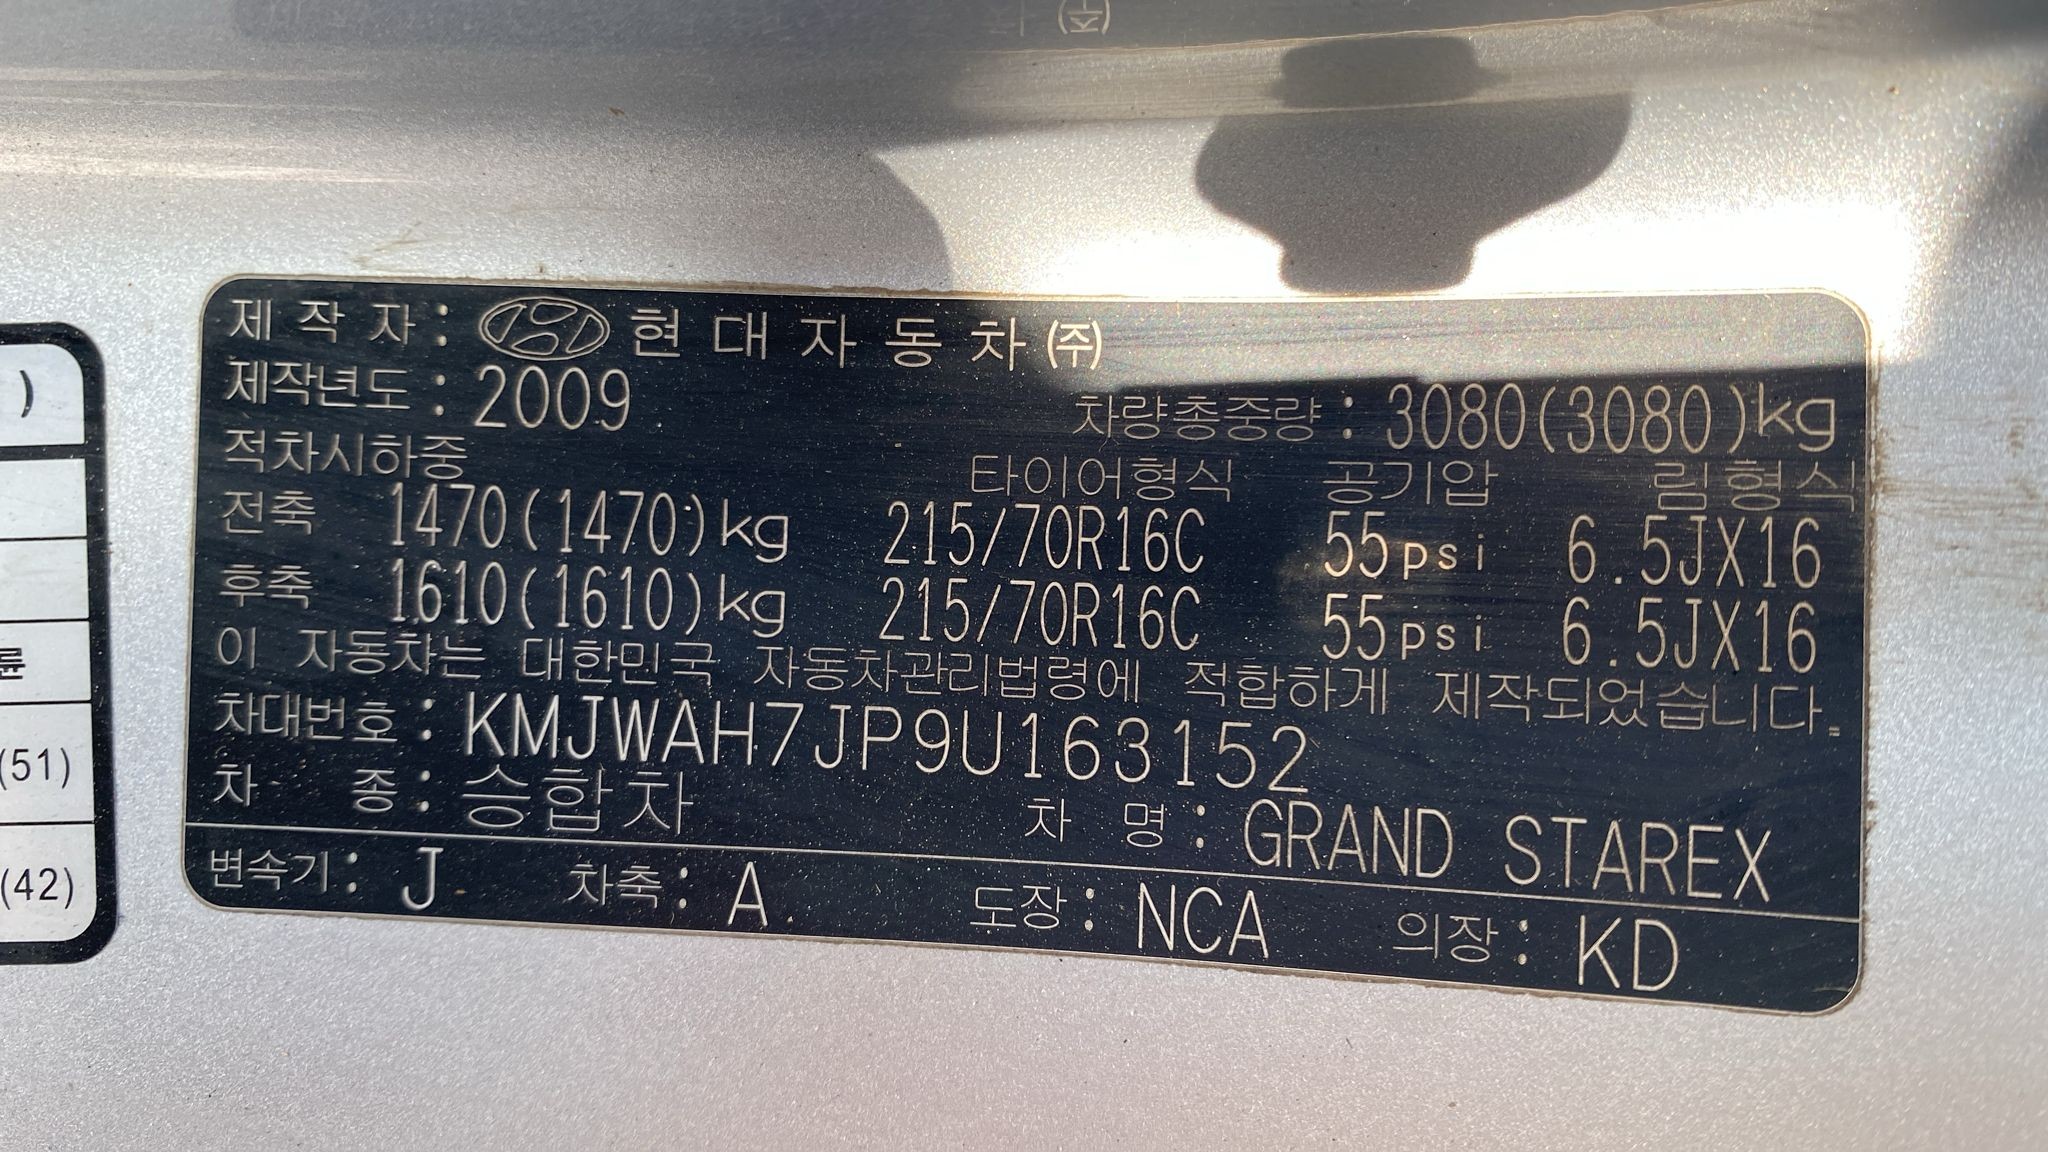 (주)
제 작 자 : 현 대 자 동 차 ㈜
제작년도 : 2009
차량총중량 : 3080(3080)kg
적차시하중
타이어형식 공기압 림형식
전축 1470(1470)kg 215/70R16C 55psi 6.5JX16
후축 1610(1610)kg 215/70R16C 55psi 6.5JX16
이 자동차는 대한민국 자동차관리법령에 적합하게 제작되었습니다.
차대번호 : KMJWAH7JP9U163152
차 종 : 승합차 차 명 : GRAND STAREX
변속기 : J 차축 : A 도장 : NCA 의장 : KD
)
륜
(51)
(42)